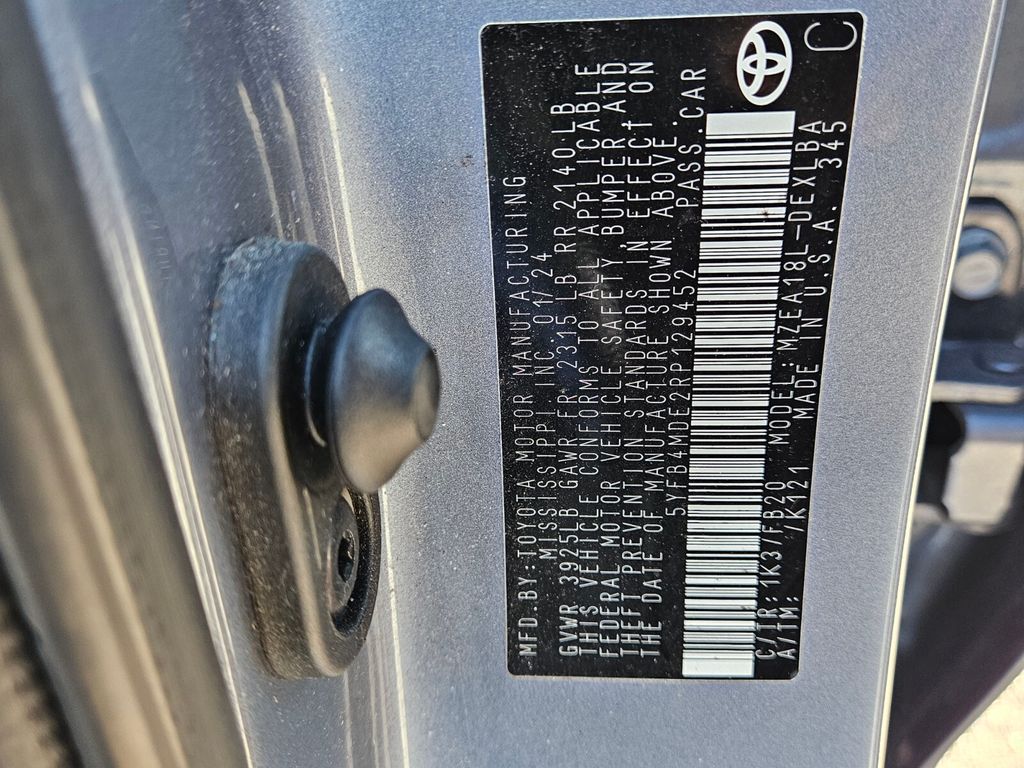 MFD.BY:TOYOTA MOTOR MANUFACTURING,
MISSISSIPPI INC. 01/24
GVWR 3925LB GAWR FR 2315 LB RR 2140LB
THIS VEHICLE CONFORMS TO ALL APPLICABLE
FEDERAL MOTOR VEHICLE SAFETY, BUMPER AND
THEFT PREVENTION STANDARDS IN EFFECT ON
THE DATE OF MANUFACTURE SHOWN ABOVE.
5YFB4MDE2RP129452 PASS. CAR
C/TR: 1K3 /FB20 MODEL: MZEA18L-DEXLBA
A/TM: /K121 MADE IN U.S.A. 345
C